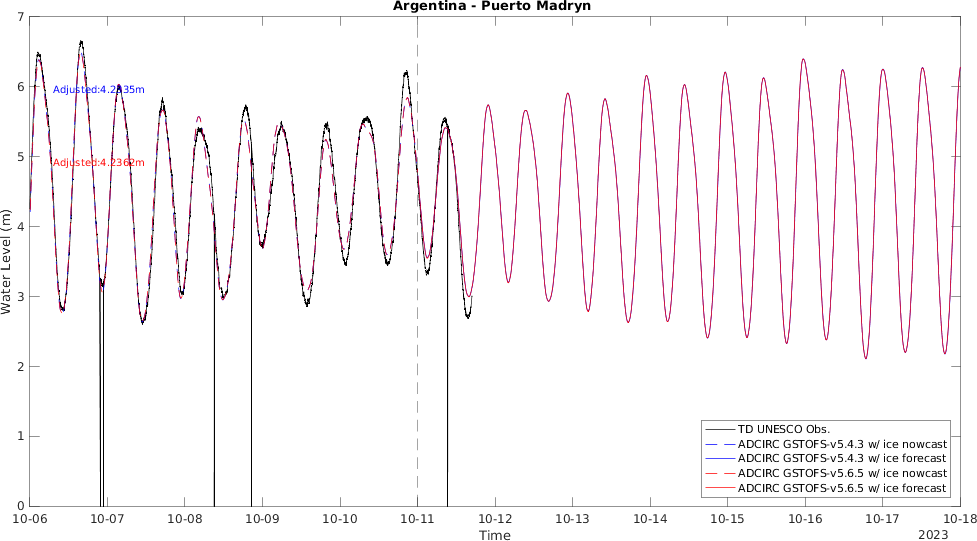 Argentina - Puerto Madryn
7
6
5
4
3
2
1
0
Water Level (m)
Adjusted:4.2335m
Adjusted:4.2362m
TD UNESCO Obs.
ADCIRC GSTOFS-v5.4.3 w/ ice nowcast
ADCIRC GSTOFS-v5.4.3 w/ ice forecast
ADCIRC GSTOFS-v5.6.5 w/ ice nowcast
ADCIRC GSTOFS-v5.6.5 w/ ice forecast
10-06 10-07 10-08 10-09 10-10 10-11 10-12 10-13 10-14 10-15 10-16 10-17 10-18
Time
2023